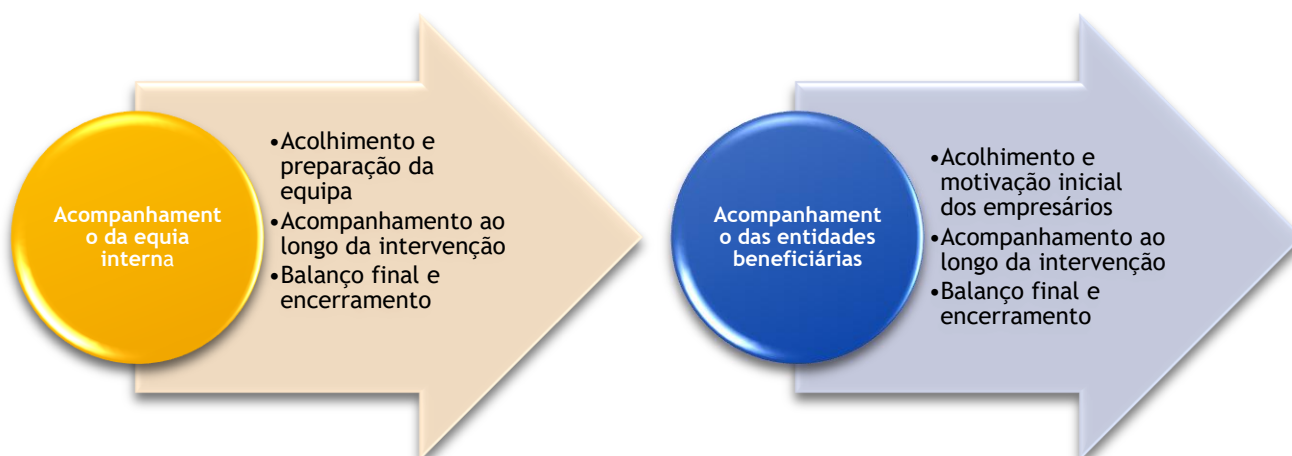 Acompanhament
o da equia
interna
•Acolhimento e
preparação da
equipa
•Acompanhamento ao
longo da intervenção
•Balanço final e
encerramento
Acompanhament
o das entidades
beneficiárias
•Acolhimento e
motivação inicial
dos empresários
•Acompanhamento ao
longo da intervenção
•Balanço final e
encerramento